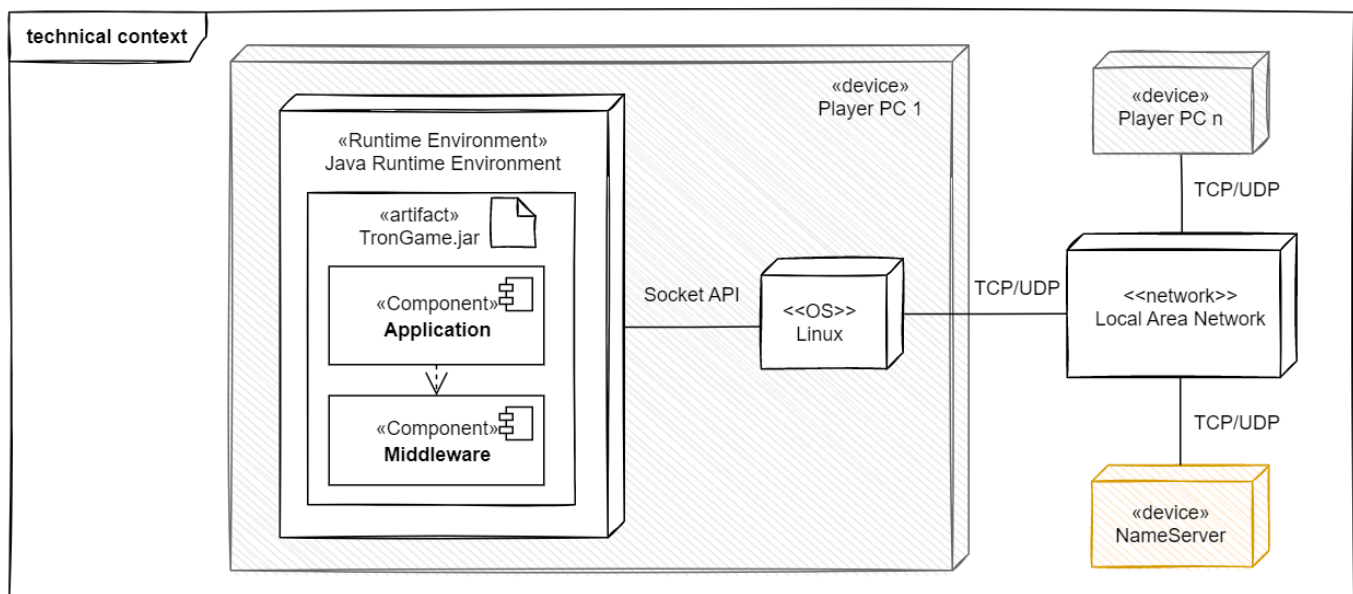 technical context
«device»
Player PC 1
«Runtime Environment»
Java Runtime Environment
«artifact»
TronGame.jar
«Component»
Application
«Component»
Middleware
Socket API
<<OS>>
Linux
TCP/UDP
«device»
Player PC n
TCP/UDP
<<network>>
Local Area Network
TCP/UDP
«device»
NameServer